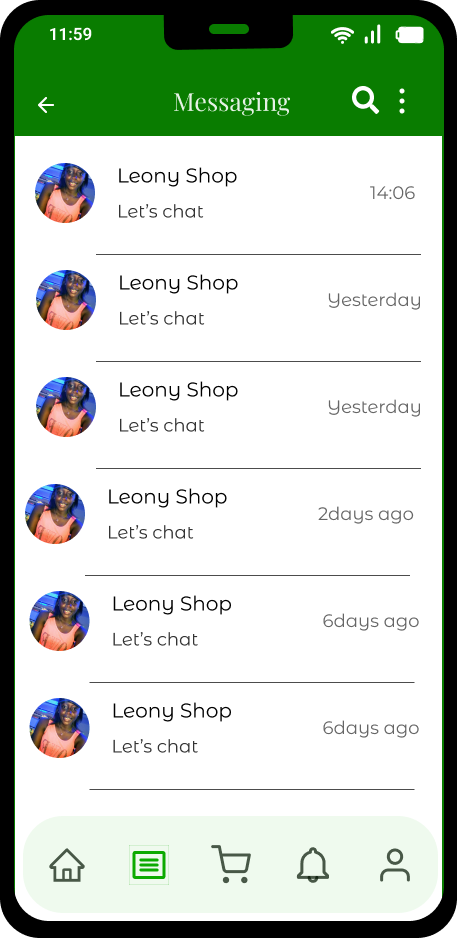 11:59
Messaging
Leony Shop
14:06
Let's chat
Leony Shop
Yesterday
Let's chat
Leony Shop
Yesterday
Let's chat
Leony Shop
2days ago
Let's chat
Leony Shop
6days ago
Let's chat
Leony Shop
6days ago
Let's chat